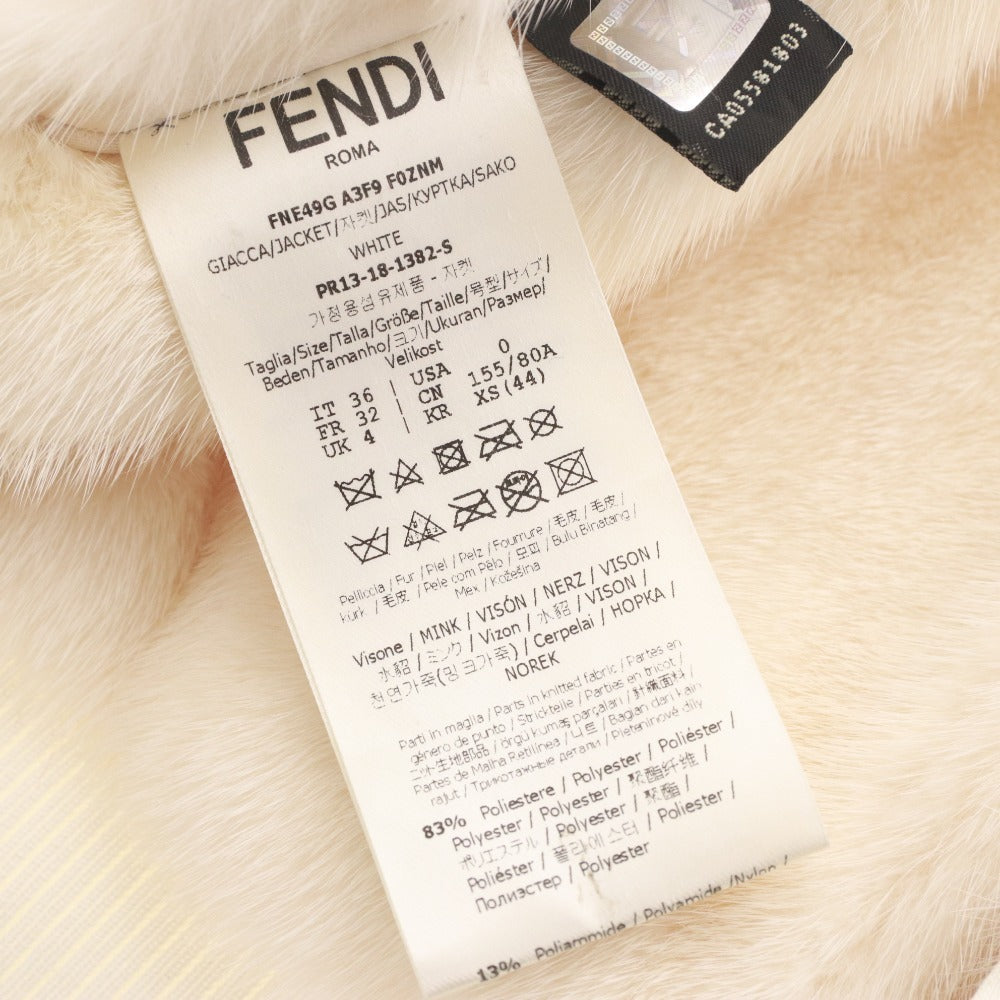 FENDI
ROMA
FNE49G A3F9 F0ZNM
GIACCA/JACKET/자켓/JAS/КУРТКА/SAKO
WHITE
PR13-18-1382-S
가정용섬유제품 - 자켓
Taglia/Size/Talla/Größe/Taille/号型/サイズ/
Beden/Tamanho/크기/Ukuran/Размер/
Velikost
IT 36 | USA 0
FR 32 | CN 155/80A
UK 4 | KR XS(44)
Pelliccia / Fur / Piel / Pelz / Fourrure / 毛皮 / 毛皮 /
Kürk / 毛皮 / Pele com Pêlo / 모피 / Bulu Binatang /
Mex / Kožešina
Visone / MINK / VISÓN / NERZ / VISON /
水貂 / ミンク / Vizon / 水貂 / VISON /
천연가죽(밍크가죽) / Cerpelai / НОРКА /
NOREK
Parti in maglia / Parts in knitted fabric / Partes en
género de punto / Strickteile / Parties en tricot /
ニット生地部品 / örgü kumaş parçaları / 針織面料 /
Partes de Malha Retilínea / 니트 / Bagian dari kain
rajut / Трикотажные детали / Pleteninové díly
83% Poliestere / Polyester / Poliéster /
Polyester / Polyester / 聚酯纤维 /
ポリエステル / Polyester / 聚酯 /
Poliéster / 폴리에스터 / Poliester /
Полиэстер / Polyester
13% Poliammide / Polyamide / Nylon /
CA05581803